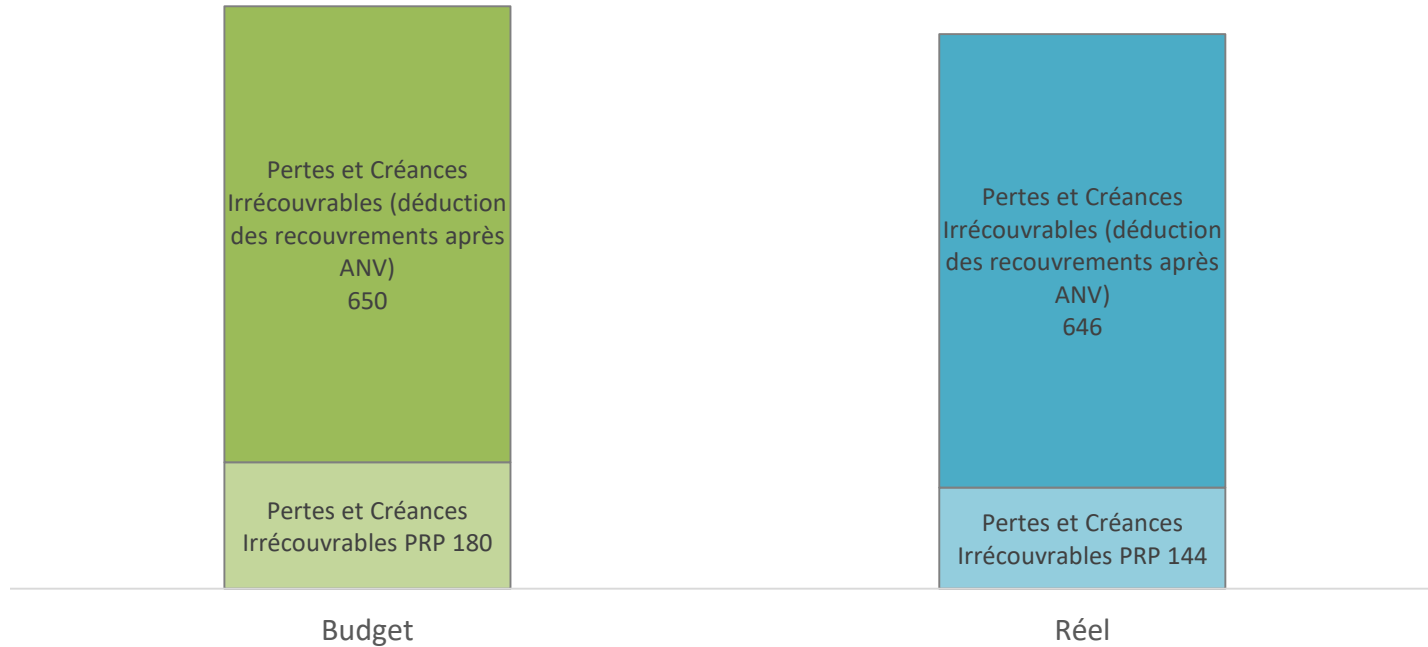 Pertes et Créances
Irrécouvrables (déduction
des recouvrements après
ANV)
650
Pertes et Créances
Irrécouvrables PRP 180
Budget
Pertes et Créances
Irrécouvrables (déduction
des recouvrements après
ANV)
646
Pertes et Créances
Irrécouvrables PRP 144
Réel